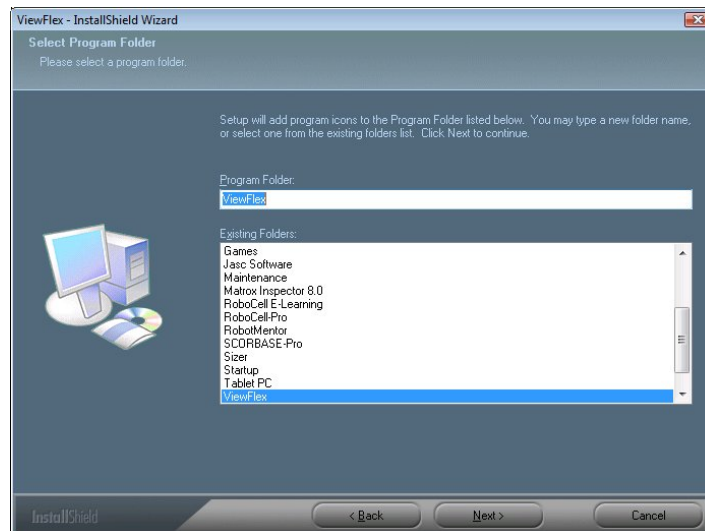 ViewFlex - InstallShield Wizard
Select Program Folder
Please select a program folder.
Setup will add program icons to the Program Folder listed below. You may type a new folder name,
or select one from the existing folders list. Click Next to continue.
Program Folder:
ViewFlex
Existing Folders:
Games
Jasc Software
Maintenance
Matrox Inspector 8.0
RoboCell E-Learning
RoboCell-Pro
RobotMentor
SCORBASE-Pro
Sizer
Startup
Tablet PC
ViewFlex
InstallShield
< Back
Next >
Cancel